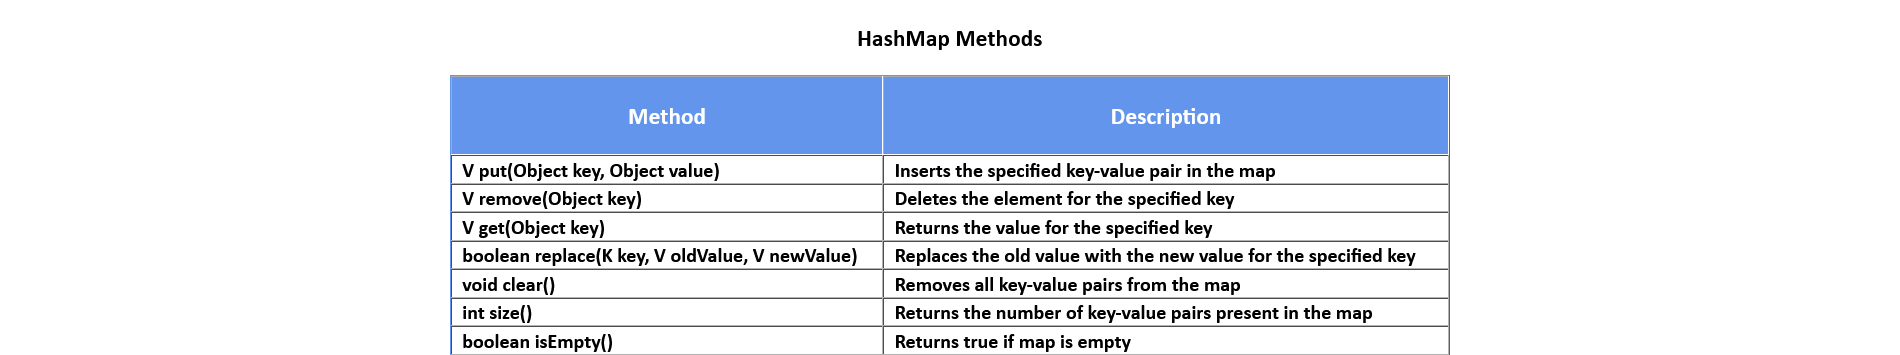 HashMap Methods
Method Description
V put(Object key, Object value) Inserts the specified key-value pair in the map
V remove(Object key) Deletes the element for the specified key
V get(Object key) Returns the value for the specified key
boolean replace(K key, V oldValue, V newValue) Replaces the old value with the new value for the specified key
void clear() Removes all key-value pairs from the map
int size() Returns the number of key-value pairs present in the map
boolean isEmpty() Returns true if map is empty